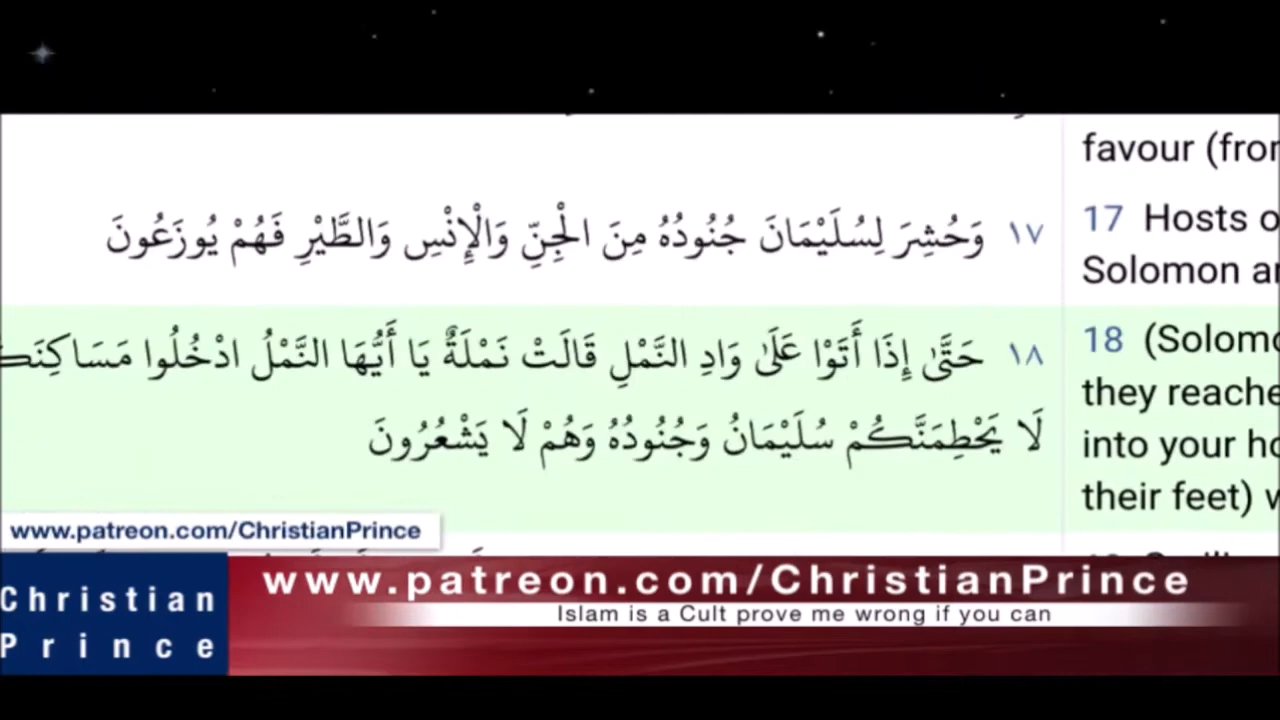 favour (from
١٧ وَحُشِرَ لِسُلَيْمَانَ جُنُودُهُ مِنَ الْجِنِّ وَالْإِنْسِ وَالطَّيْرِ فَهُمْ يُوزَعُونَ
17 Hosts o
Solomon an
١٨ حَتَّىٰ إِذَا أَتَوْا عَلَىٰ وَادِ النَّمْلِ قَالَتْ نَمْلَةٌ يَا أَيُّهَا النَّمْلُ ادْخُلُوا مَسَاكِنَك
لَا يَحْطِمَنَّكُمْ سُلَيْمَانُ وَجُنُودُهُ وَهُمْ لَا يَشْعُرُونَ
18 (Solomo
they reache
into your ho
their feet) w
www.patreon.com/ChristianPrince
Christian
Prince
www.patreon.com/ChristianPrince
Islam is a Cult prove me wrong if you can